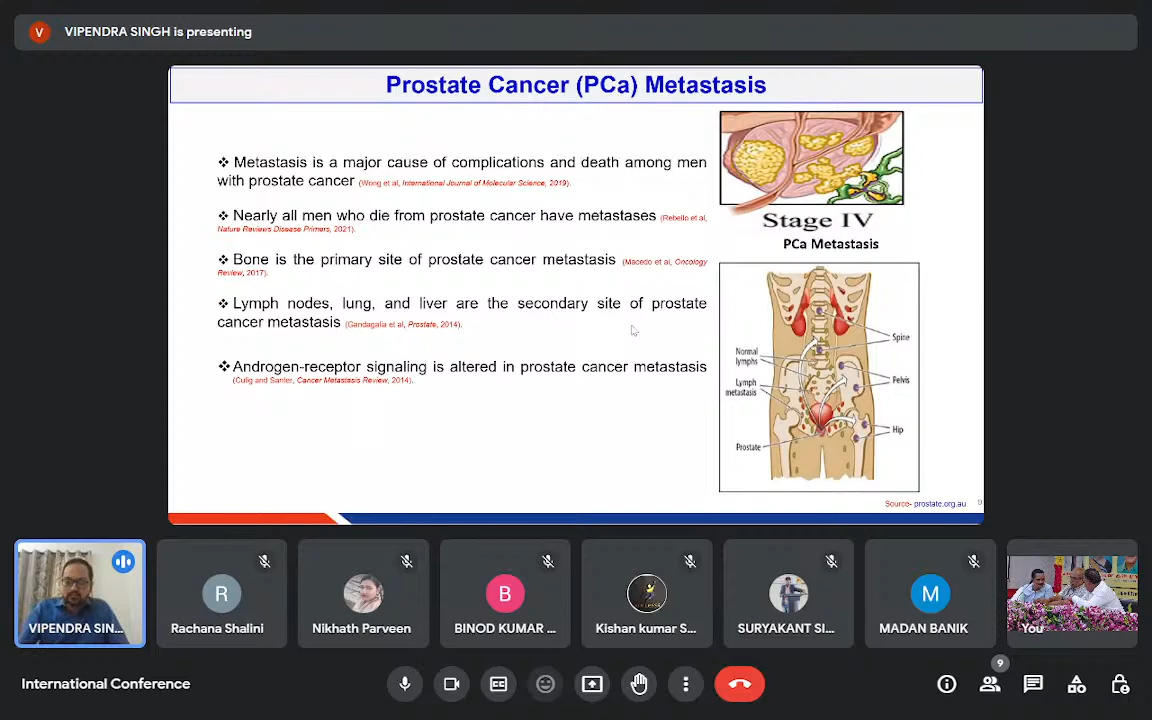 V
VIPENDRA SINGH is presenting
Prostate Cancer (PCa) Metastasis
❖ Metastasis is a major cause of complications and death among men
with prostate cancer (Wong et al, International Journal of Molecular Science, 2019).
❖ Nearly all men who die from prostate cancer have metastases (Rebello et al,
Nature Reviews Disease Primers, 2021).
❖ Bone is the primary site of prostate cancer metastasis (Macedo et al, Oncology
Review, 2017).
❖ Lymph nodes, lung, and liver are the secondary site of prostate
cancer metastasis (Gandaglia et al, Prostate, 2014).
❖ Androgen-receptor signaling is altered in prostate cancer metastasis
(Culig and Santer, Cancer Metastasis Review, 2014).
Stage IV
PCa Metastasis
Spine
Normal
lymphs
Pelvis
Lymph
metastasis
Hip
Prostate
Source- prostate.org.au
9
VIPENDRA SIN...
R
Rachana Shalini
Nikhath Parveen
B
BINOD KUMAR ...
Kishan kumar S...
SURYAKANT SI...
M
MADAN BANIK
You
International Conference
9